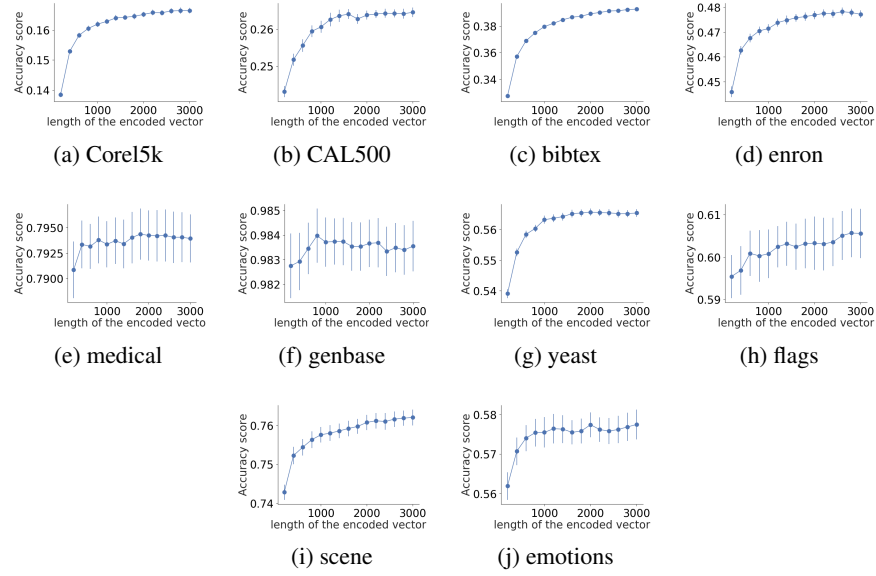 Accuracy score
0.16
0.14
1000 2000 3000
length of the encoded vector
(a) Corel5k
Accuracy score
0.26
0.25
1000 2000 3000
length of the encoded vector
(b) CAL500
Accuracy score
0.38
0.36
0.34
1000 2000 3000
length of the encoded vector
(c) bibtex
Accuracy score
0.48
0.47
0.46
0.45
1000 2000 3000
length of the encoded vector
(d) enron
Accuracy score
0.7950
0.7925
0.7900
1000 2000 3000
length of the encoded vecto
(e) medical
Accuracy score
0.985
0.984
0.983
0.982
1000 2000 3000
length of the encoded vector
(f) genbase
Accuracy score
0.56
0.55
0.54
1000 2000 3000
length of the encoded vector
(g) yeast
Accuracy score
0.61
0.60
0.59
1000 2000 3000
length of the encoded vector
(h) flags
Accuracy score
0.76
0.75
0.74
1000 2000 3000
length of the encoded vector
(i) scene
Accuracy score
0.58
0.57
0.56
1000 2000 3000
length of the encoded vector
(j) emotions